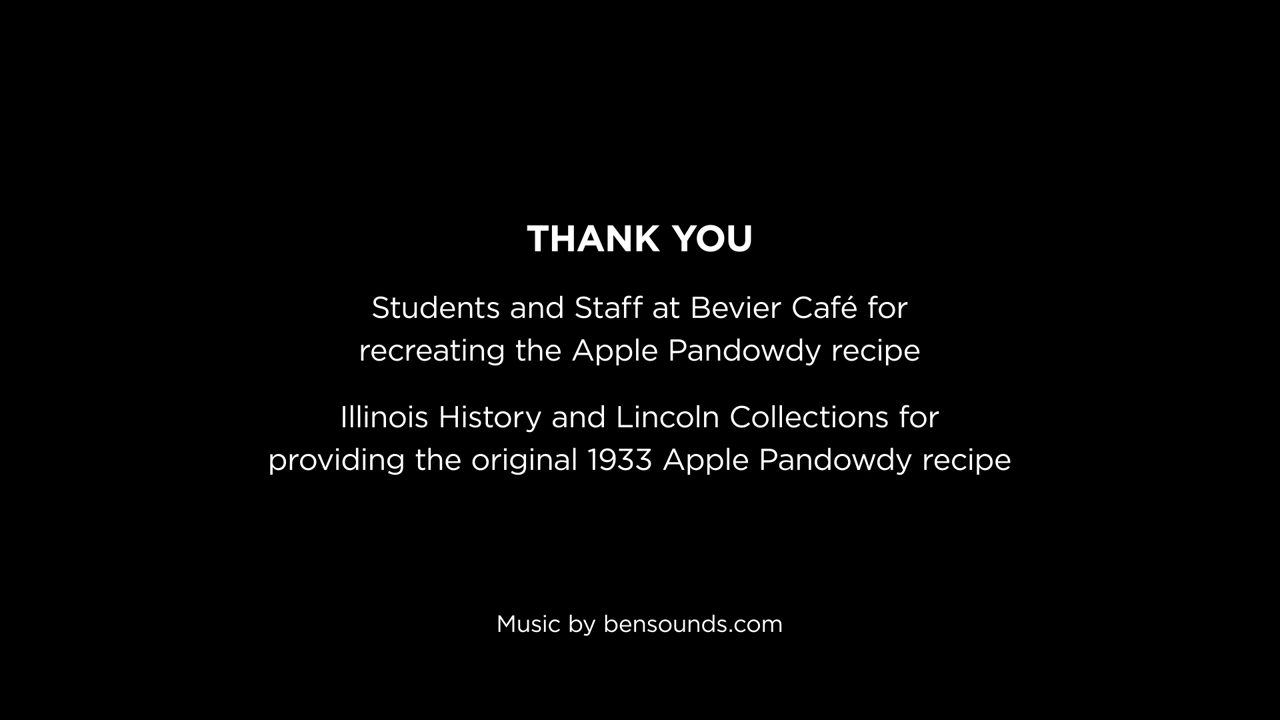 THANK YOU
Students and Staff at Bevier Café for
recreating the Apple Pandowdy recipe
Illinois History and Lincoln Collections for
providing the original 1933 Apple Pandowdy recipe
Music by bensounds.com